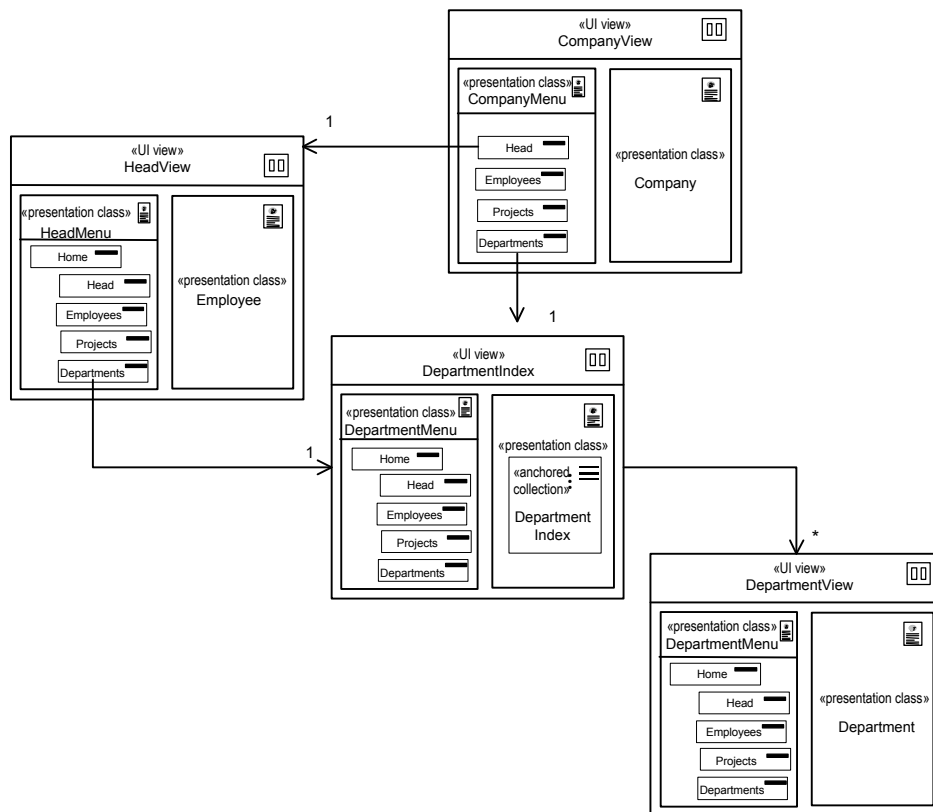 «UI view»
CompanyView
«presentation class»
CompanyMenu
Head
Employees
Projects
Departments
«presentation class»
Company
1
«UI view»
HeadView
«presentation class»
HeadMenu
Home
Head
Employees
Projects
Departments
«presentation class»
Employee
1
1
«UI view»
DepartmentIndex
«presentation class»
DepartmentMenu
Home
Head
Employees
Projects
Departments
«presentation class»
«anchored
collection»
Department
Index
*
«UI view»
DepartmentView
«presentation class»
DepartmentMenu
Home
Head
Employees
Projects
Departments
«presentation class»
Department